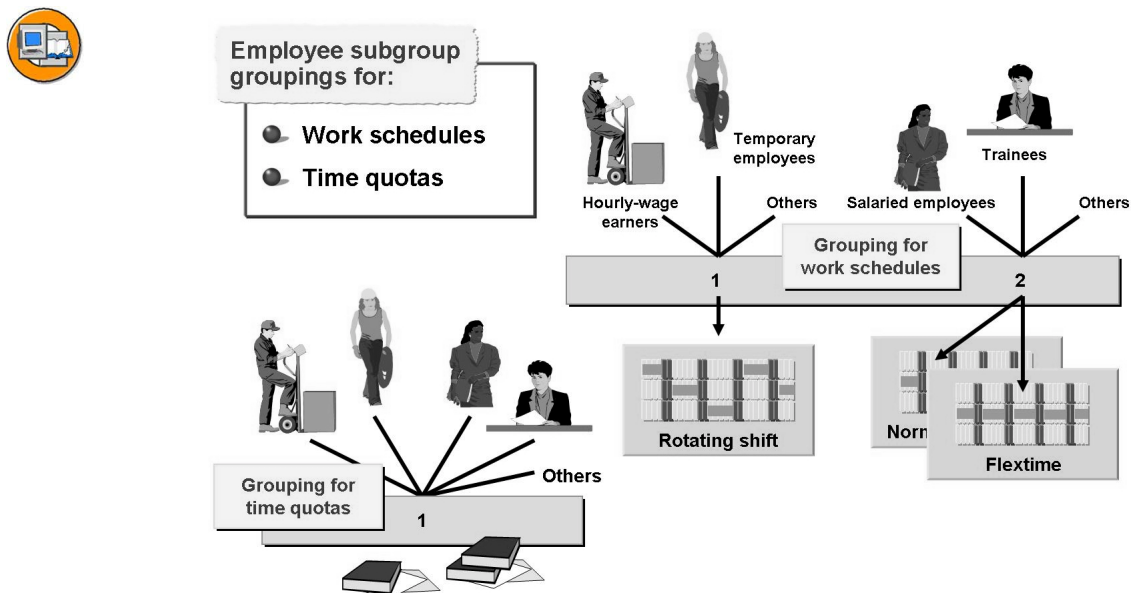 Employee subgroup
groupings for:
Work schedules
Time quotas
Temporary
employees
Trainees
Hourly-wage
earners
Others
Salaried employees
Others
Grouping for
work schedules
1
2
Rotating shift
Flextime
Others
Grouping for
time quotas
1